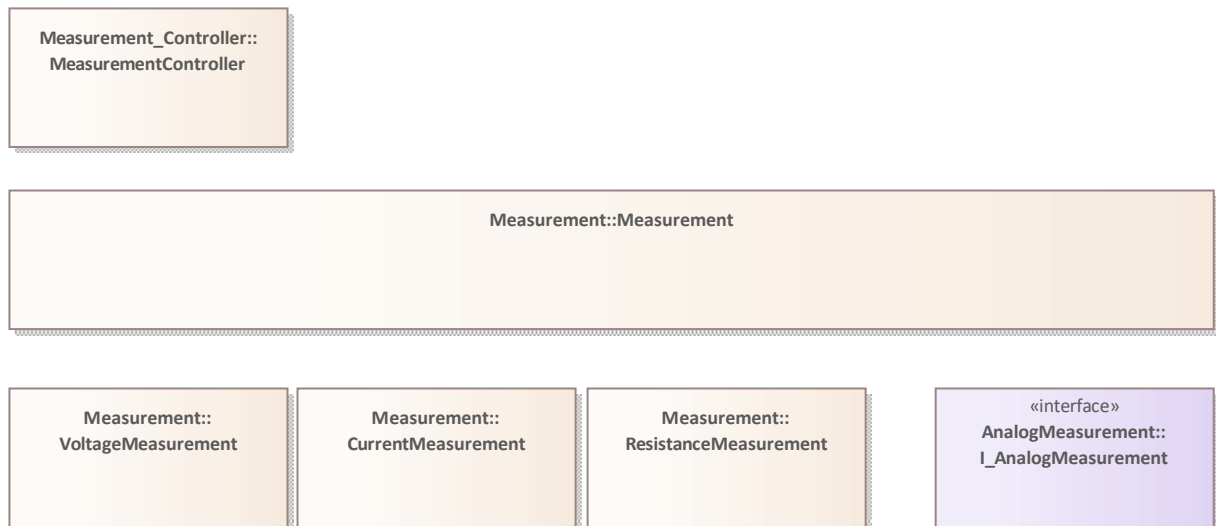 Measurement_Controller::
MeasurementController
Measurement::Measurement
Measurement::
VoltageMeasurement
Measurement::
CurrentMeasurement
Measurement::
ResistanceMeasurement
«interface»
AnalogMeasurement::
I_AnalogMeasurement